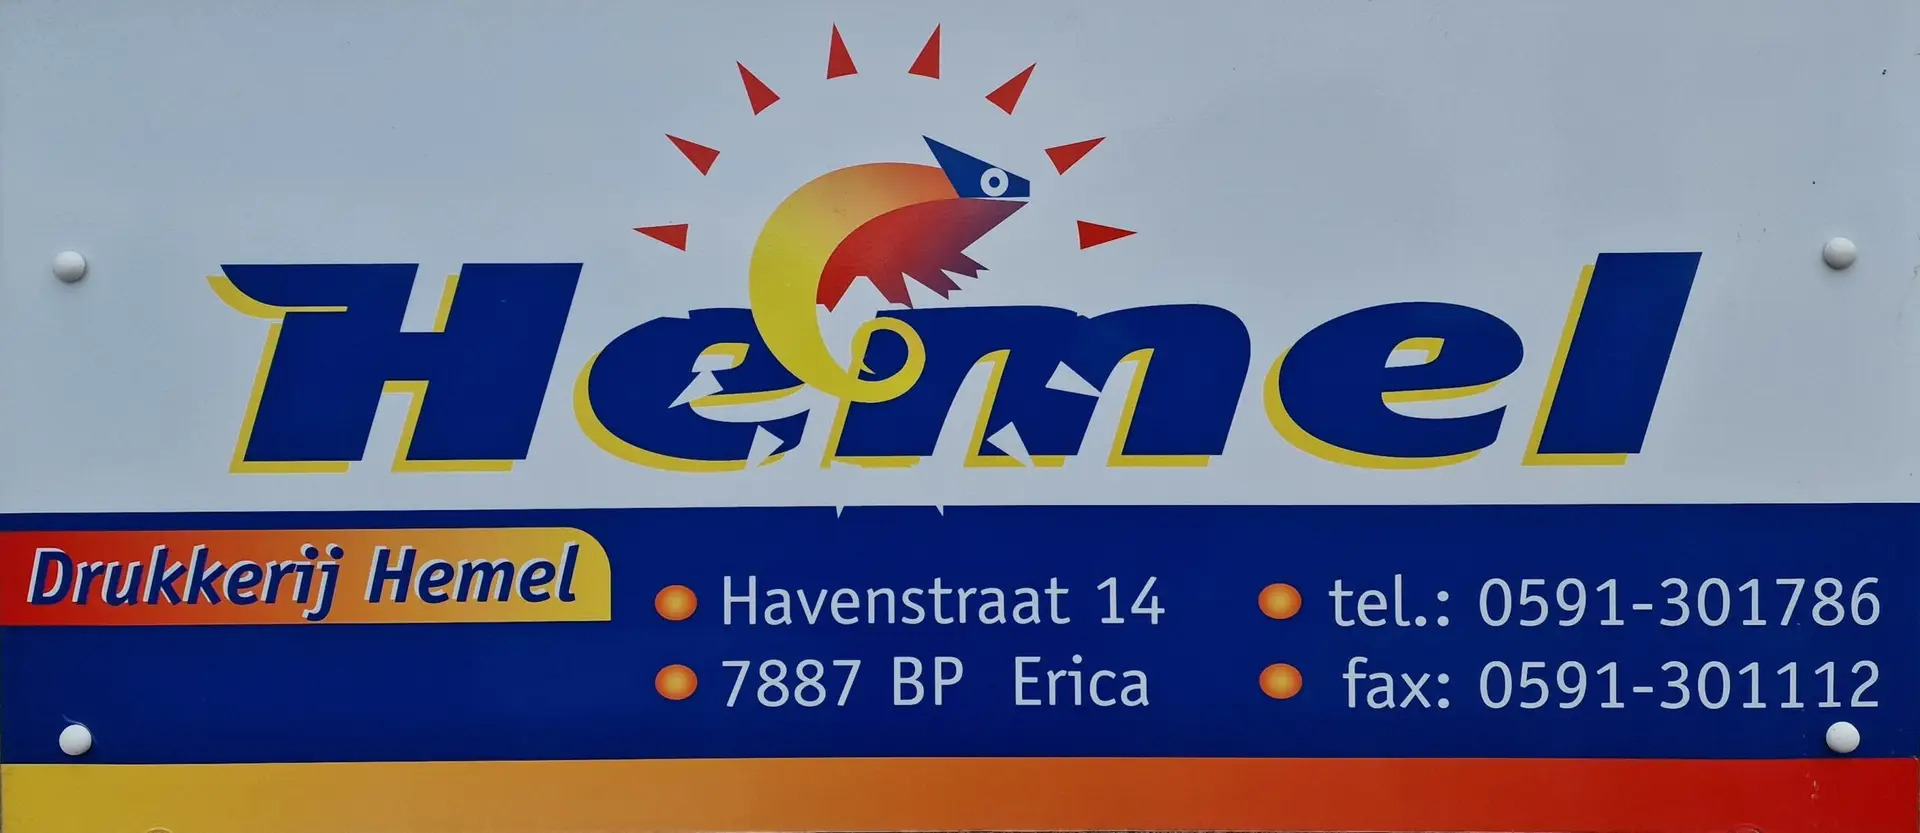 Hemel
Drukkerij Hemel
Havenstraat 14
7887 BP Erica
tel.: 0591-301786
fax: 0591-301112